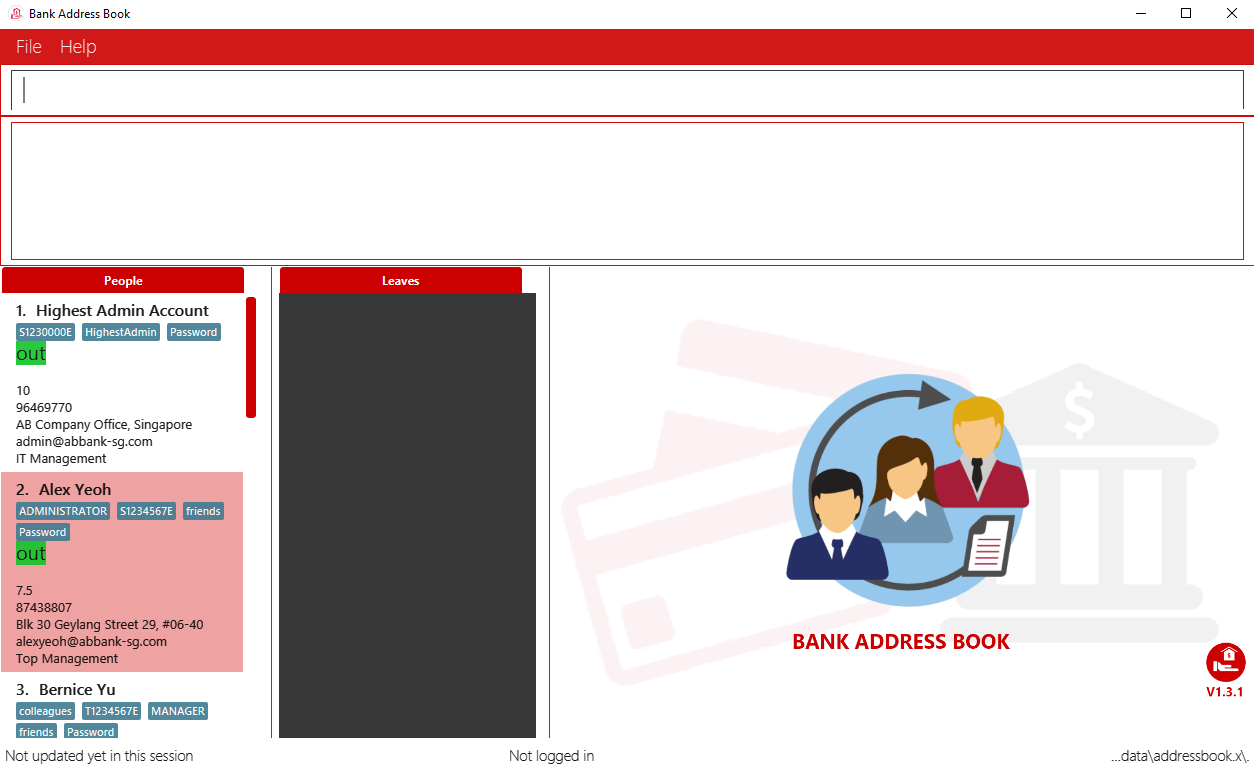 Bank Address Book
File Help
People
Leaves
1. Highest Admin Account
S1230000E HighestAdmin Password
out
10
96469770
AB Company Office, Singapore
admin@abbank-sg.com
IT Management
2. Alex Yeoh
ADMINISTRATOR S1234567E friends
Password
out
7.5
87438807
Blk 30 Geylang Street 29, #06-40
alexyeoh@abbank-sg.com
Top Management
3. Bernice Yu
colleagues T1234567E MANAGER
friends Password
$
BANK ADDRESS BOOK
$
V1.3.1
Not updated yet in this session
Not logged in
...data\addressbook.x\.